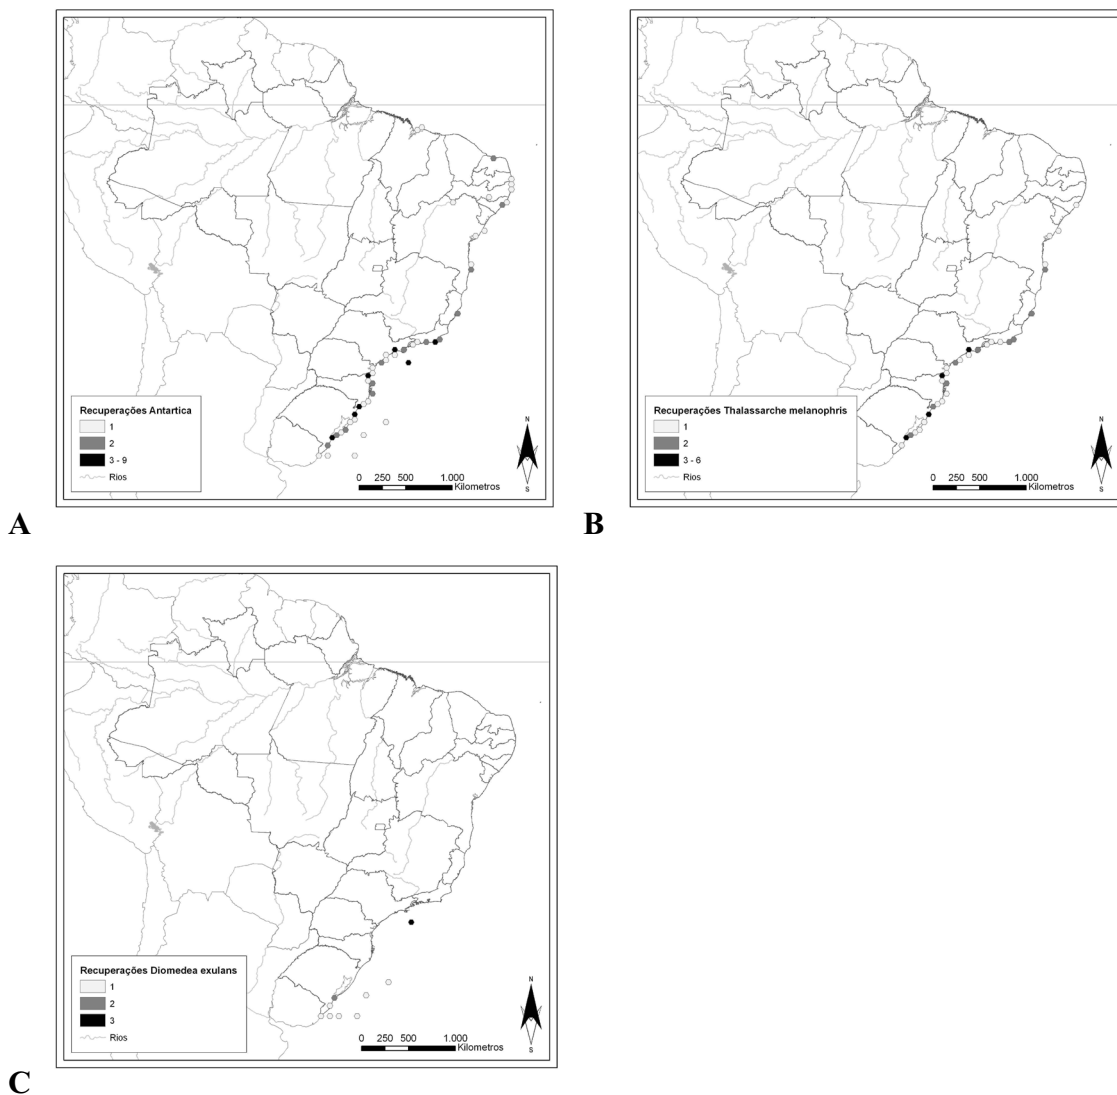 N
Recuperações Antartica
1
2
3 - 9
Rios
0 250 500 1.000
Kilometros
S
A
N
Recuperações Thalassarche melanophris
1
2
3 - 6
Rios
0 250 500 1.000
Kilometros
S
B
N
Recuperações Diomedea exulans
1
2
3
Rios
0 250 500 1.000
Kilometros
S
C